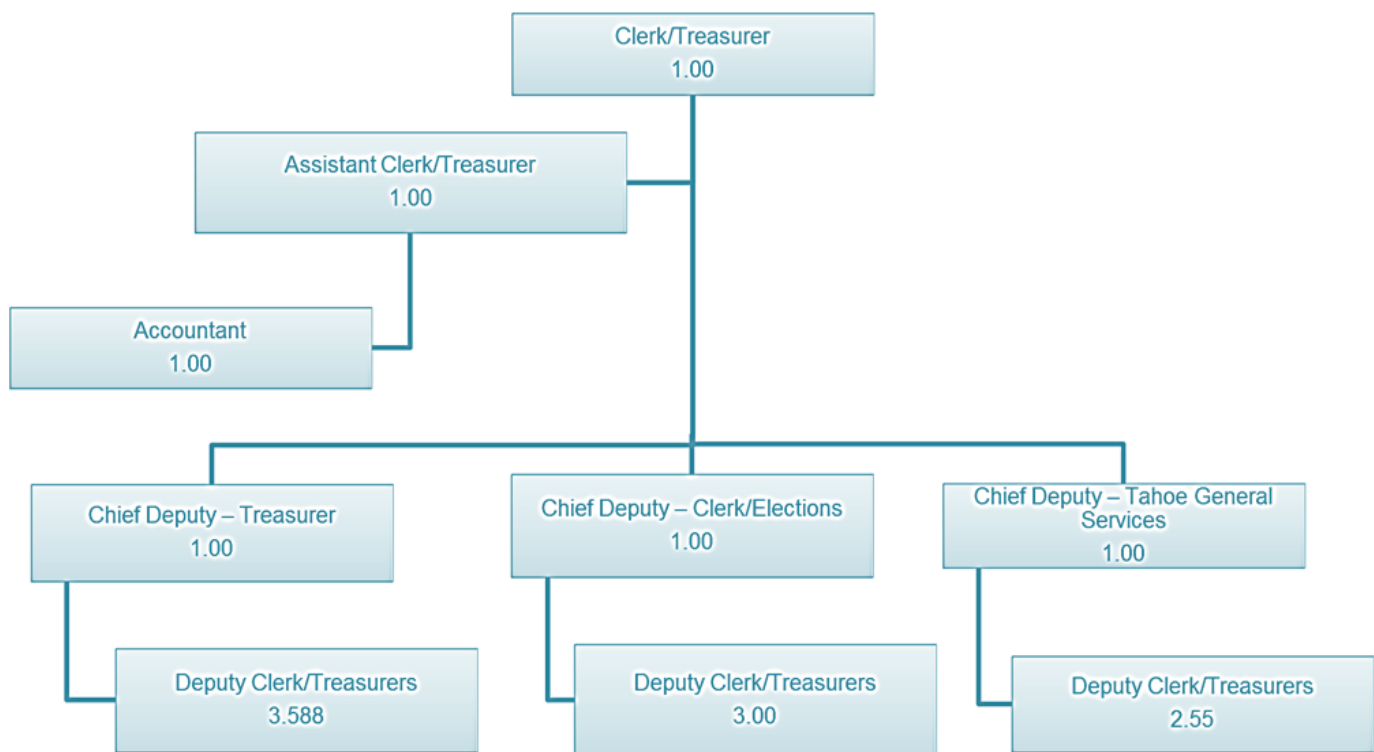 Clerk/Treasurer
1.00
Assistant Clerk/Treasurer
1.00
Accountant
1.00
Chief Deputy – Treasurer
1.00
Chief Deputy – Clerk/Elections
1.00
Chief Deputy – Tahoe General
Services
1.00
Deputy Clerk/Treasurers
3.588
Deputy Clerk/Treasurers
3.00
Deputy Clerk/Treasurers
2.55